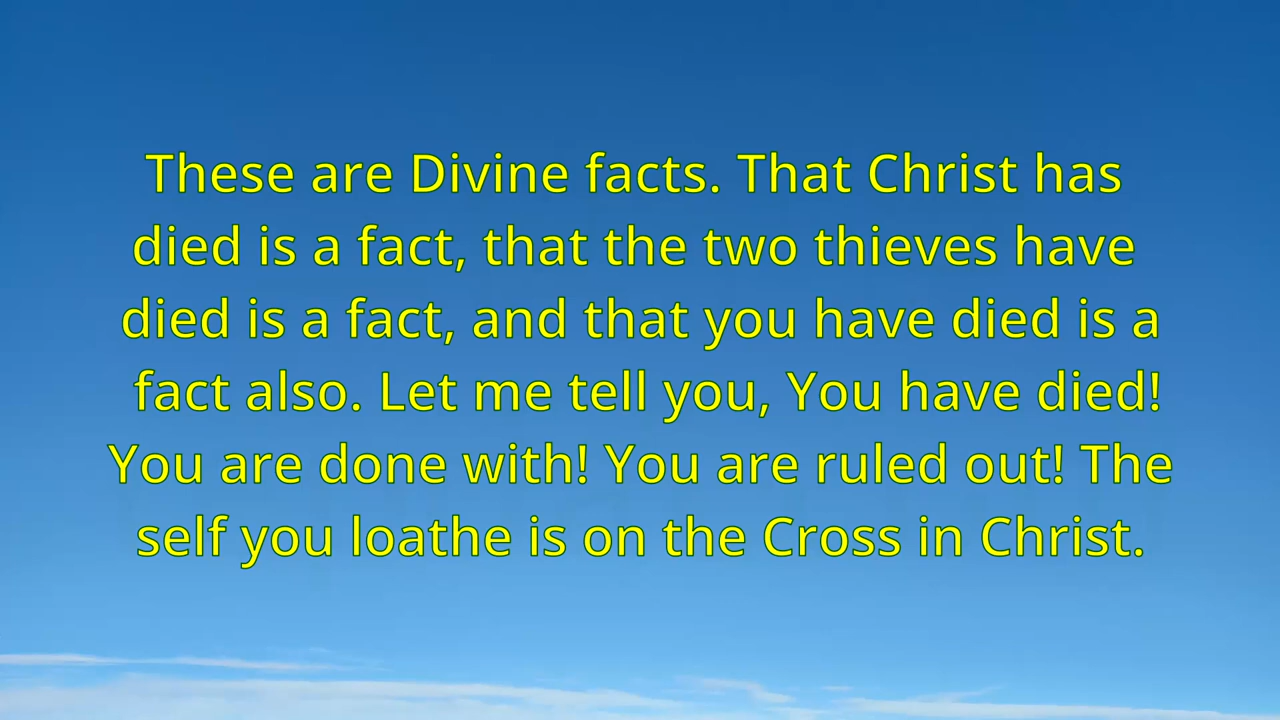 These are Divine facts. That Christ has
died is a fact, that the two thieves have
died is a fact, and that you have died is a
fact also. Let me tell you, You have died!
You are done with! You are ruled out! The
self you loathe is on the Cross in Christ.